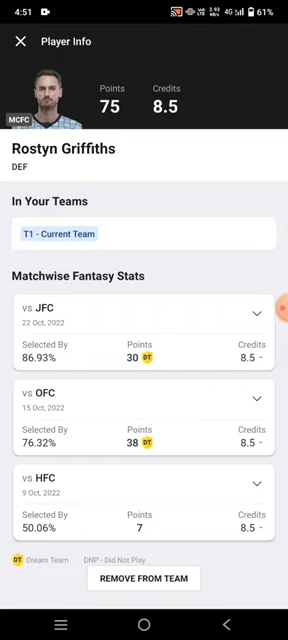 4:51 2.93 KB/s 4G 61%
Player Info
Points Credits
75 8.5
MCFC
Rostyn Griffiths
DEF
In Your Teams
T1 - Current Team
Matchwise Fantasy Stats
vs JFC
22 Oct, 2022
Selected By Points Credits
86.93% 30 DT 8.5 -
vs OFC
15 Oct, 2022
Selected By Points Credits
76.32% 38 DT 8.5 -
vs HFC
9 Oct, 2022
Selected By Points Credits
50.06% 7 8.5 -
DT Dream Team DNP - Did Not Play
REMOVE FROM TEAM